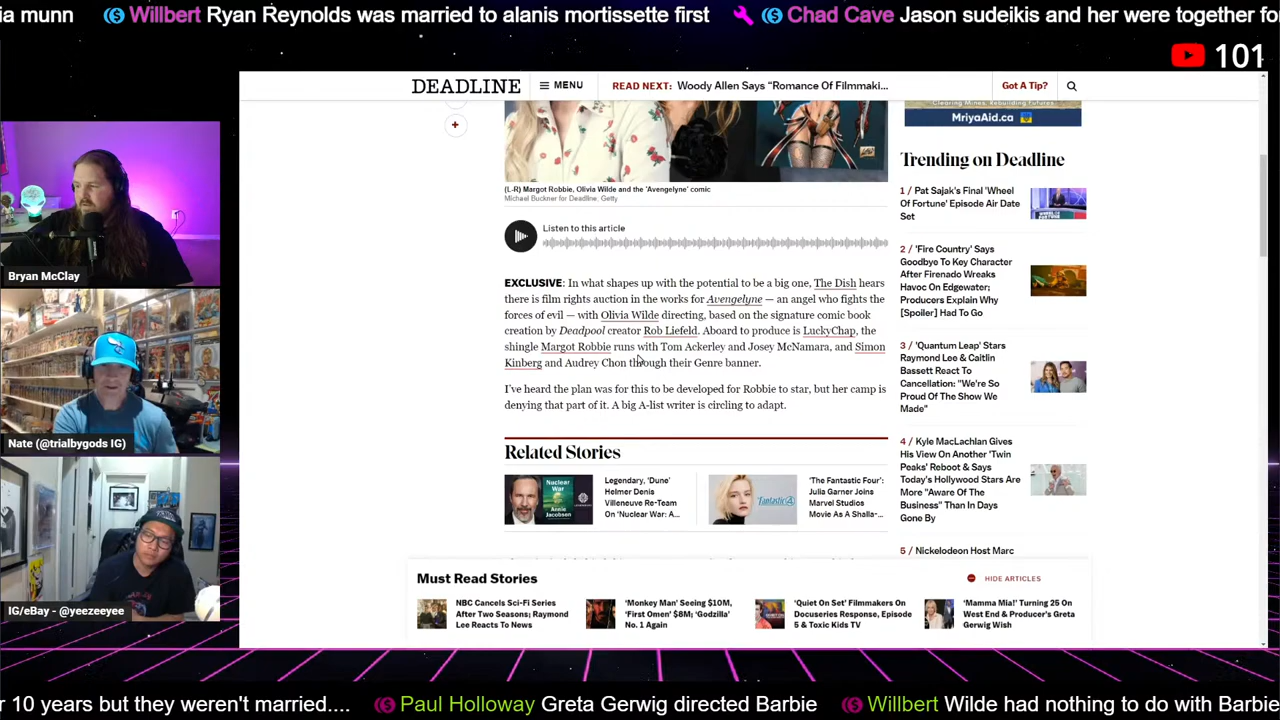 ia munn Willbert Ryan Reynolds was married to alanis mortissette first Chad Cave Jason sudeikis and her were together fo
101
DEADLINE
MENU
READ NEXT: Woody Allen Says “Romance Of Filmmaki...
Got A Tip?
Clearing Mines. Rebuilding Futures.
MriyaAid.ca
(L-R) Margot Robbie, Olivia Wilde and the 'Avengelyne' comic
Michael Buckner for Deadline, Getty
Listen to this article
EXCLUSIVE: In what shapes up with the potential to be a big one, The Dish hears
there is film rights auction in the works for Avengelyne — an angel who fights the
forces of evil — with Olivia Wilde directing, based on the signature comic book
creation by Deadpool creator Rob Liefeld. Aboard to produce is LuckyChap, the
shingle Margot Robbie runs with Tom Ackerley and Josey McNamara, and Simon
Kinberg and Audrey Chon through their Genre banner.
I’ve heard the plan was for this to be developed for Robbie to star, but her camp is
denying that part of it. A big A-list writer is circling to adapt.
Related Stories
Nuclear War
Annie Jacobsen
Legendary, 'Dune'
Helmer Denis
Villeneuve Re-Team
On 'Nuclear War: A...
Fantastic 4
'The Fantastic Four':
Julia Garner Joins
Marvel Studios
Movie As A Shalla-...
Trending on Deadline
1 / Pat Sajak's Final 'Wheel
Of Fortune' Episode Air Date
Set
2 / 'Fire Country' Says
Goodbye To Key Character
After Firenado Wreaks
Havoc On Edgewater;
Producers Explain Why
[Spoiler] Had To Go
3 / 'Quantum Leap' Stars
Raymond Lee & Caitlin
Bassett React To
Cancellation: "We're So
Proud Of The Show We
Made"
4 / Kyle MacLachlan Gives
His View On Another 'Twin
Peaks' Reboot & Says
Today's Hollywood Stars Are
More "Aware Of The
Business" Than In Days
Gone By
5 / Nickelodeon Host Marc
Must Read Stories
HIDE ARTICLES
NBC Cancels Sci-Fi Series
After Two Seasons; Raymond
Lee Reacts To News
'Monkey Man' Seeing $10M,
'First Omen' $8M; 'Godzilla'
No. 1 Again
'Quiet On Set' Filmmakers On
Docuseries Response, Episode
5 & Toxic Kids TV
'Mamma Mia!' Turning 25 On
West End & Producer's Greta
Gerwig Wish
Bryan McClay
Nate (@trialbygods IG)
IG/eBay - @yeezeeyee
r 10 years but they weren't married.... Paul Holloway Greta Gerwig directed Barbie Willbert Wilde had nothing to do with Barbie